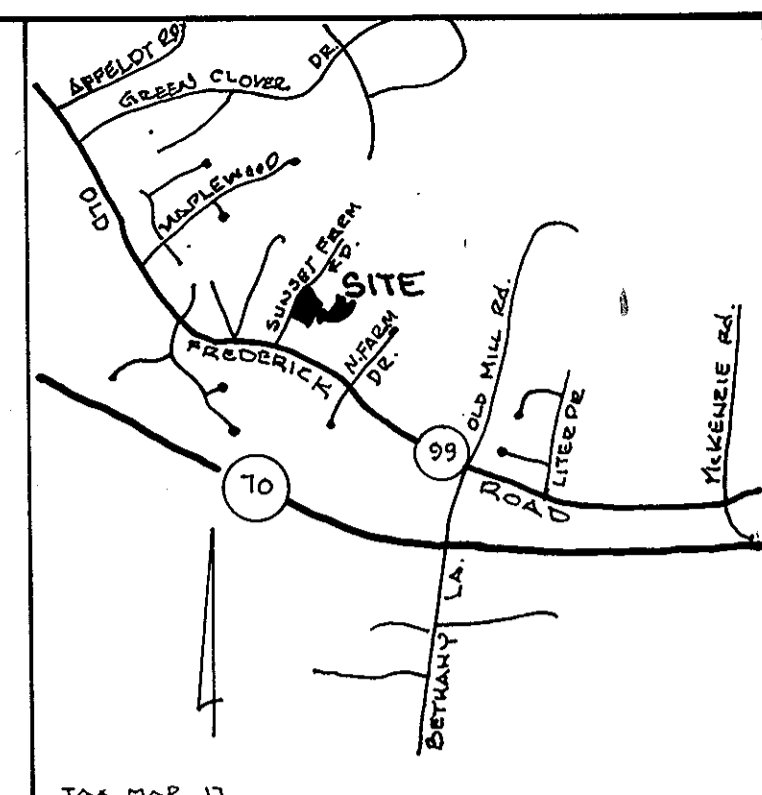 APPELDT RD
GREEN CLOVER DR.
OLD FREDERICK ROAD
MAPLEWOOD
SUNSET FARM RD.
SITE
N. FARM DR.
OLD MILL Rd.
99
LITER DR
McKENZIE Rd.
70
BETHANY LA.
TAX MAP 17